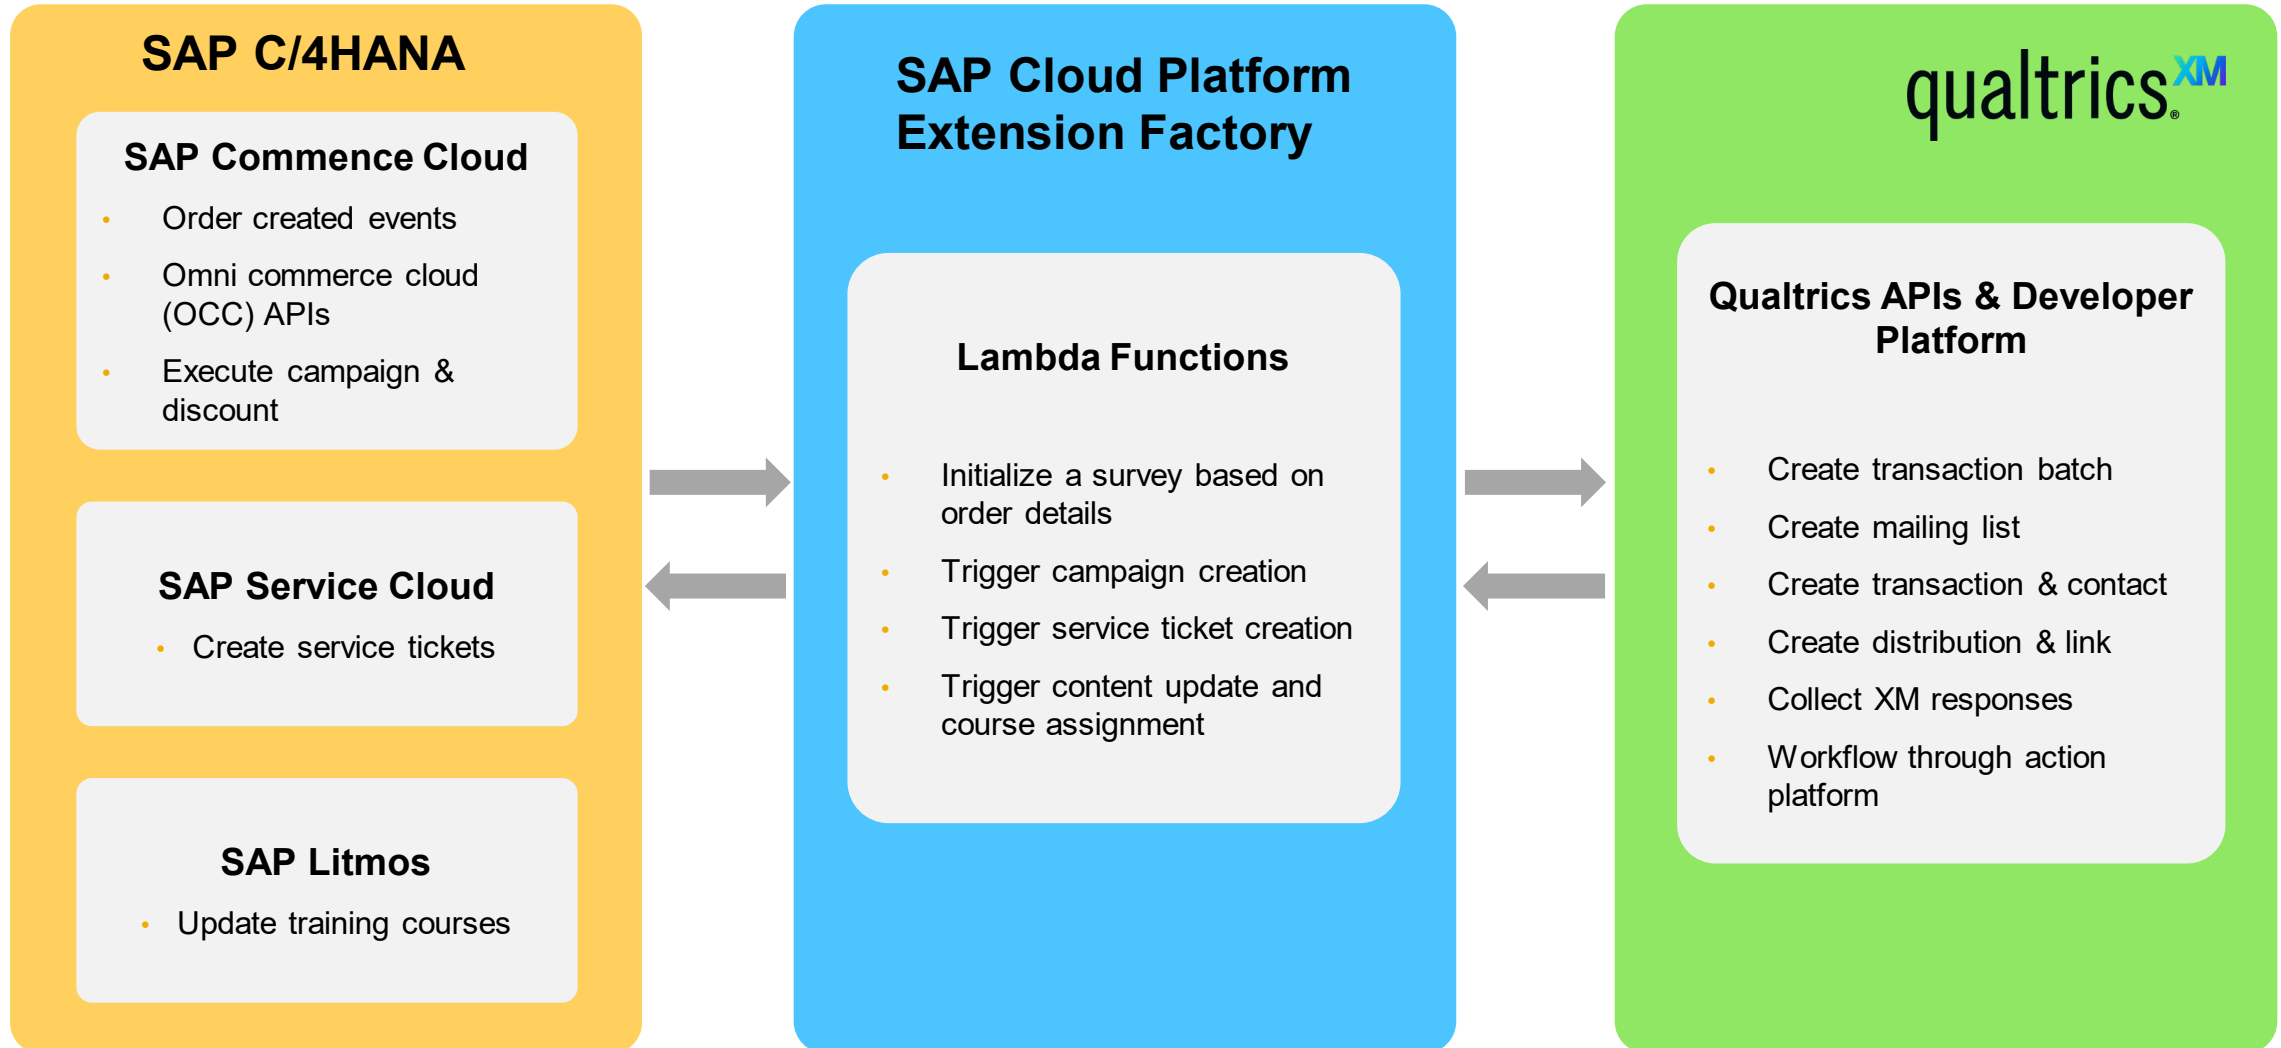 SAP C/4HANA
SAP Commence Cloud
• Order created events
• Omni commerce cloud
(OCC) APIs
• Execute campaign &
discount
SAP Service Cloud
• Create service tickets
SAP Litmos
• Update training courses
SAP Cloud Platform
Extension Factory
Lambda Functions
• Initialize a survey based on
order details
• Trigger campaign creation
• Trigger service ticket creation
• Trigger content update and
course assignment
qualtrics.XM
®
Qualtrics APIs & Developer
Platform
• Create transaction batch
• Create mailing list
• Create transaction & contact
• Create distribution & link
• Collect XM responses
• Workflow through action
platform